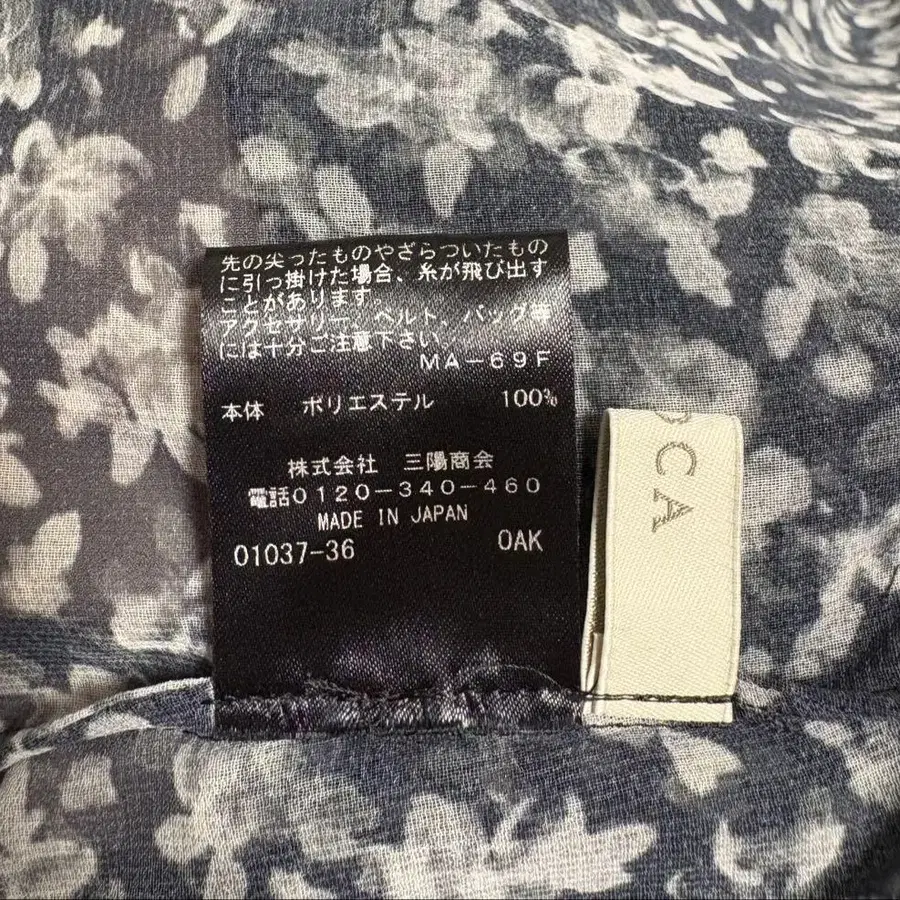 先の尖ったものやざらついたもの
に引っ掛けた場合、糸が飛び出す
ことがあります。
アクセサリー、ベルト、バッグ等
には十分ご注意下さい。
MA-69F
本体 ポリエステル 100%
株式会社 三陽商会
電話0120-340-460
MADE IN JAPAN
01037-36 OAK
OCA